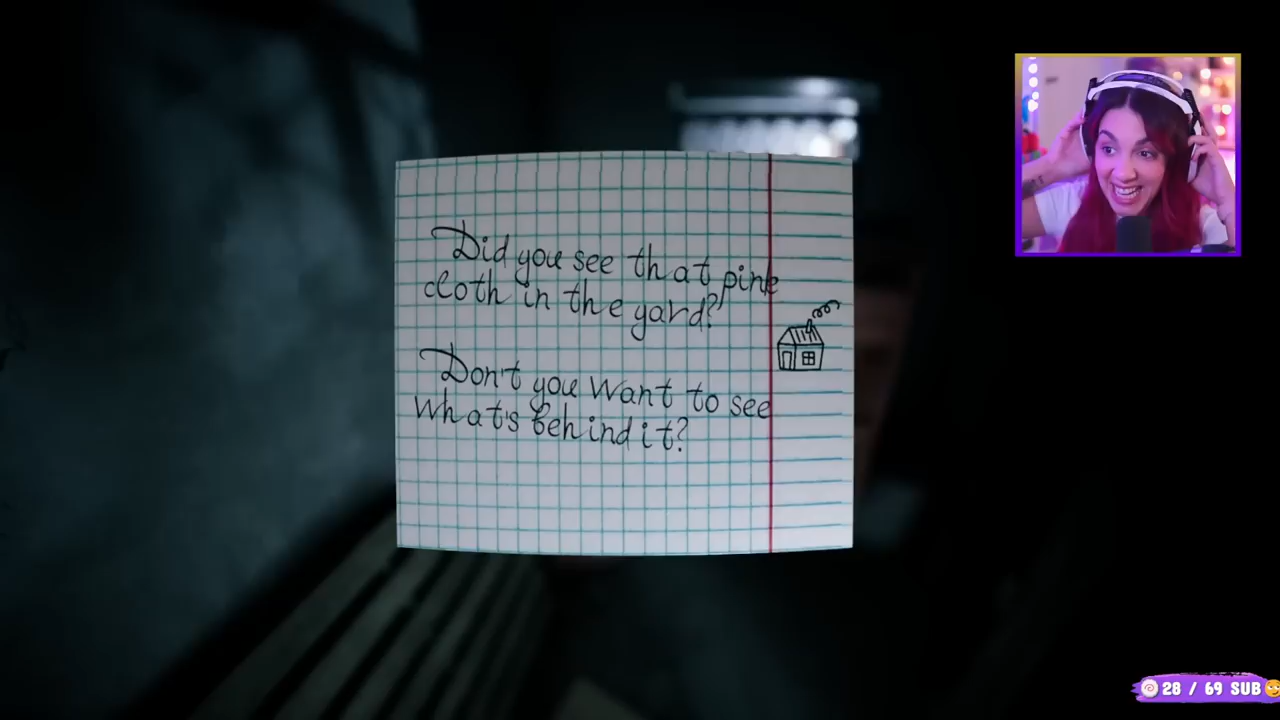 Did you see that pink
cloth in the yard?
Don't you want to see
what's behind it?
28 / 69 SUB